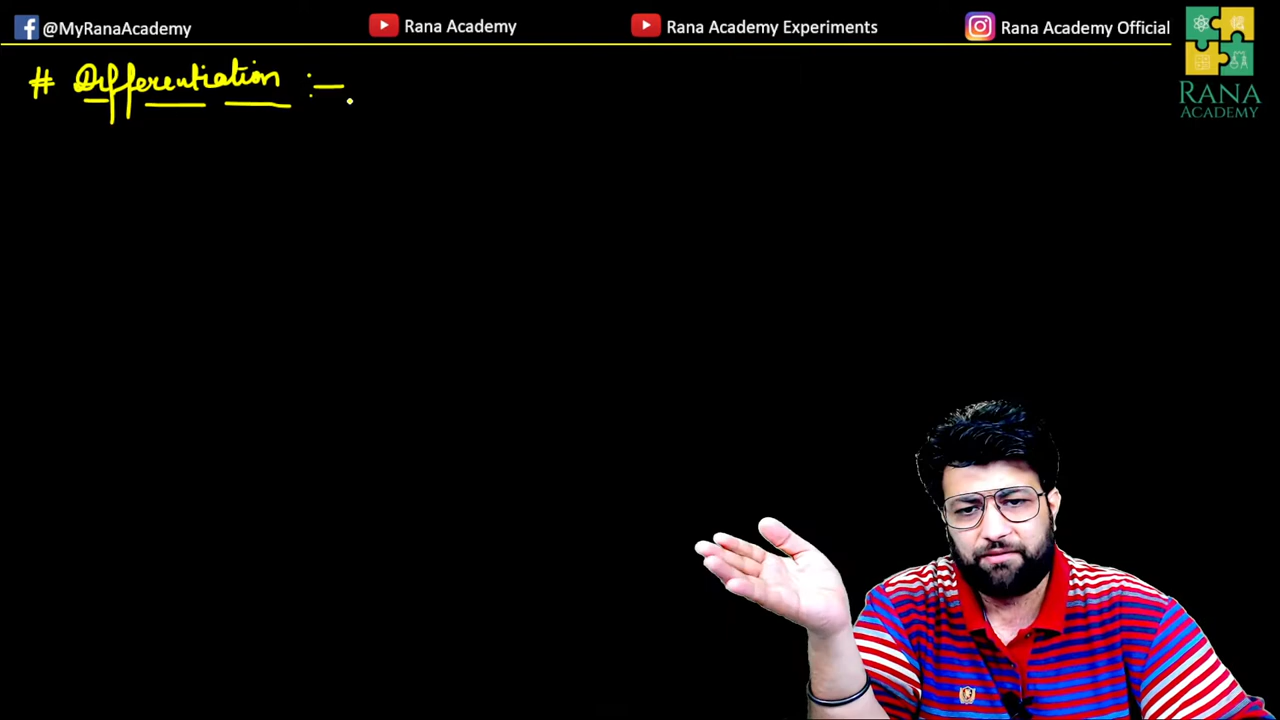 @MyRanaAcademy
Rana Academy
Rana Academy Experiments
Rana Academy Official
# Differentiation :-
RANA
ACADEMY